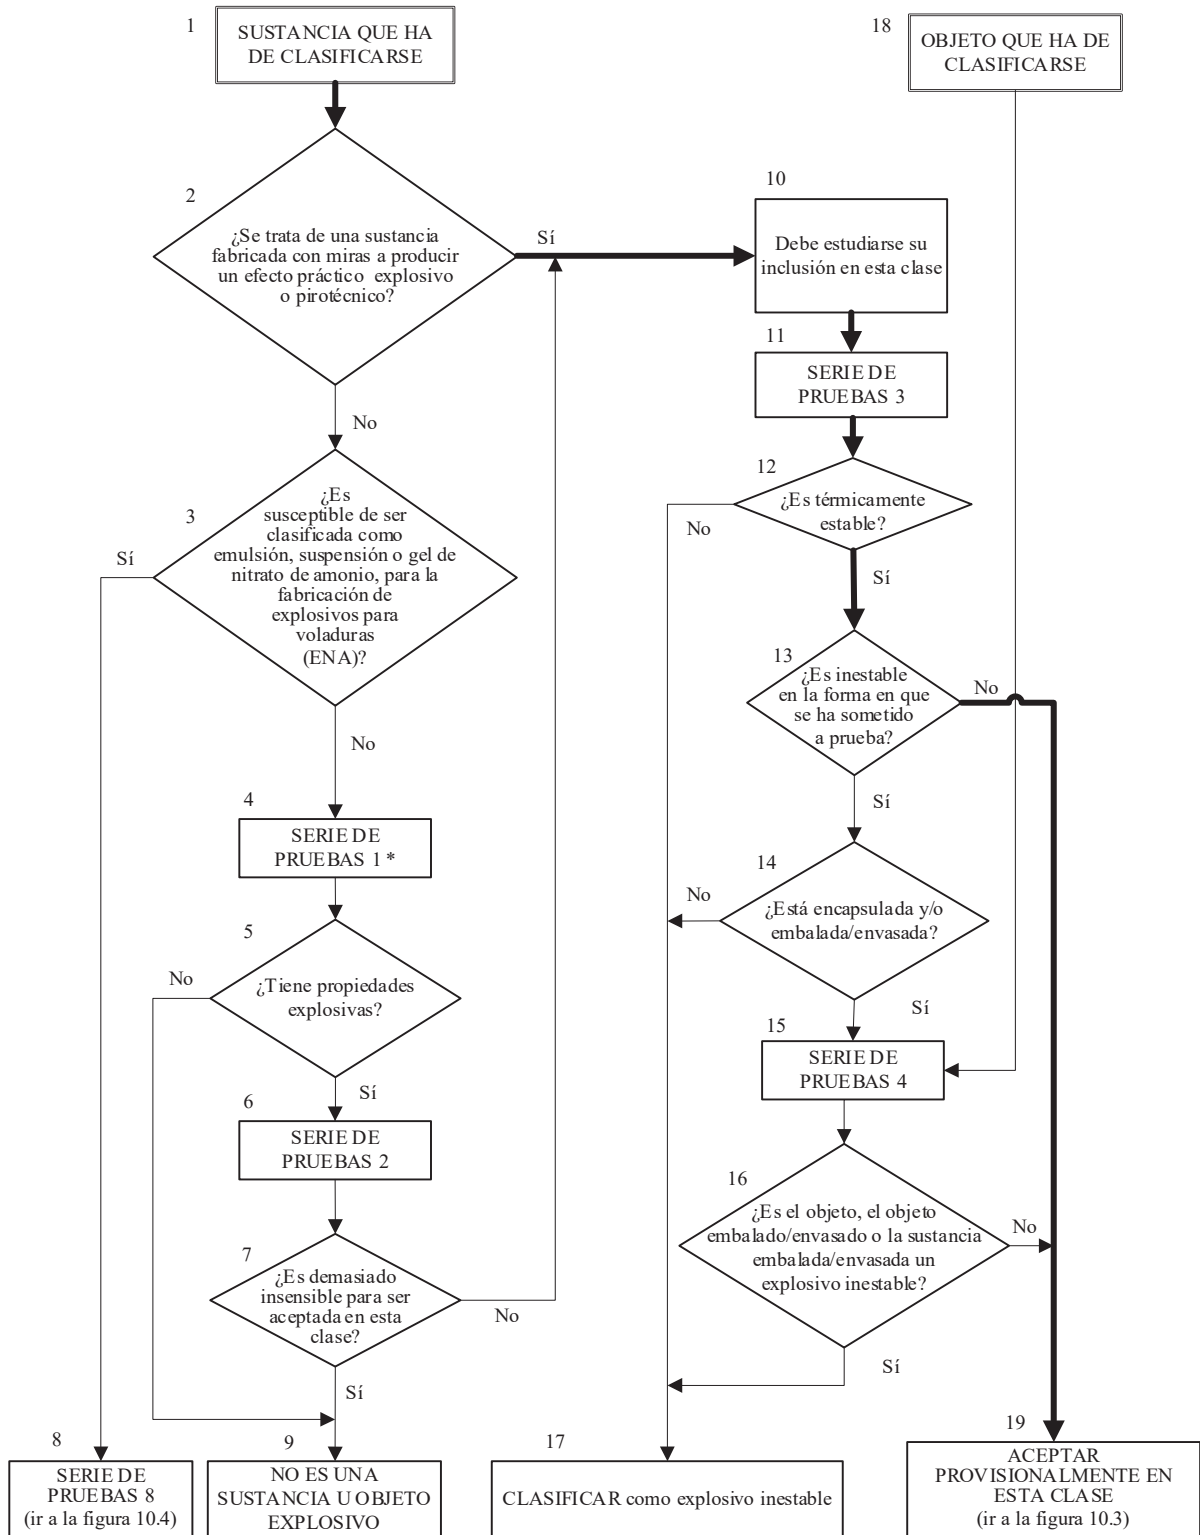 1
SUSTANCIA QUE HA
DE CLASIFICARSE
18
OBJETO QUE HA DE
CLASIFICARSE
2
¿Se trata de una sustancia
fabricada con miras a producir
un efecto práctico explosivo
o pirotécnico?
Sí
No
10
Debe estudiarse su
inclusión en esta clase
11
SERIE DE
PRUEBAS 3
3
¿Es
susceptible de ser
clasificada como
emulsión, suspensión o gel de
nitrato de amonio, para la
fabricación de
explosivos para
voladuras
(ENA)?
Sí
No
12
¿Es térmicamente
estable?
No
Sí
13
¿Es inestable
en la forma en que
se ha sometido
a prueba?
No
Sí
4
SERIE DE
PRUEBAS 1 *
14
¿Está encapsulada y/o
embalada/envasada?
No
Sí
5
¿Tiene propiedades
explosivas?
No
Sí
15
SERIE DE
PRUEBAS 4
6
SERIE DE
PRUEBAS 2
16
¿Es el objeto, el objeto
embalado/envasado o la sustancia
embalada/envasada un
explosivo inestable?
No
Sí
7
¿Es demasiado
insensible para ser
aceptada en esta
clase?
No
Sí
8
SERIE DE
PRUEBAS 8
(ir a la figura 10.4)
9
NO ES UNA
SUSTANCIA U OBJETO
EXPLOSIVO
17
CLASIFICAR como explosivo inestable
19
ACEPTAR
PROVISIONALMENTE EN
ESTA CLASE
(ir a la figura 10.3)